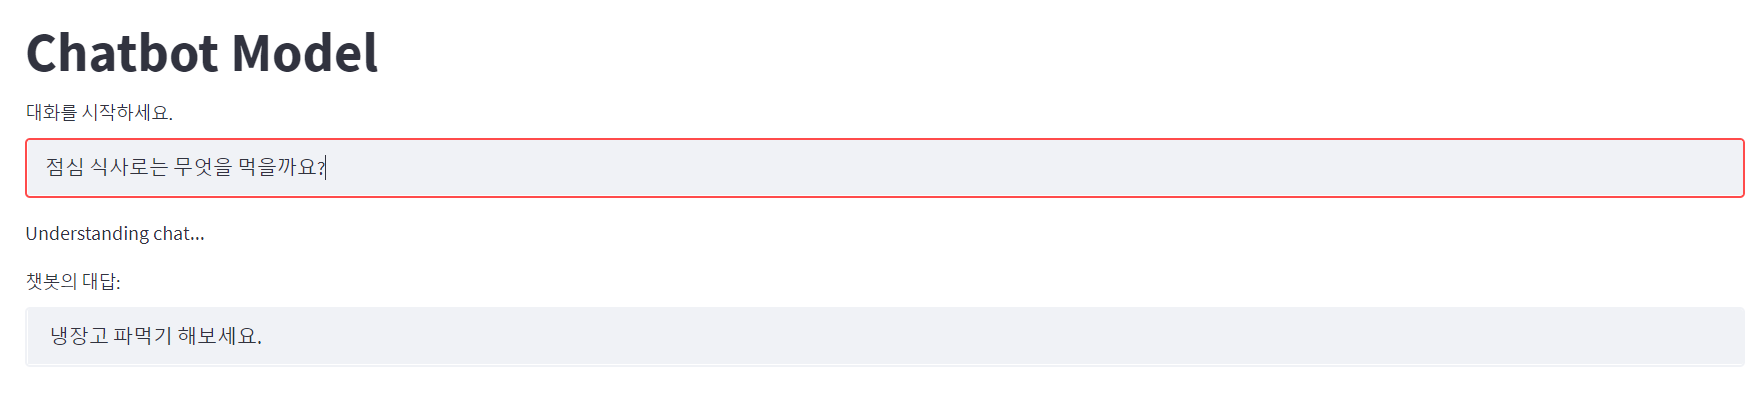 Chatbot Model
대화를 시작하세요.
점심 식사로는 무엇을 먹을까요?
Understanding chat...
챗봇의 대답:
냉장고 파먹기 해보세요.